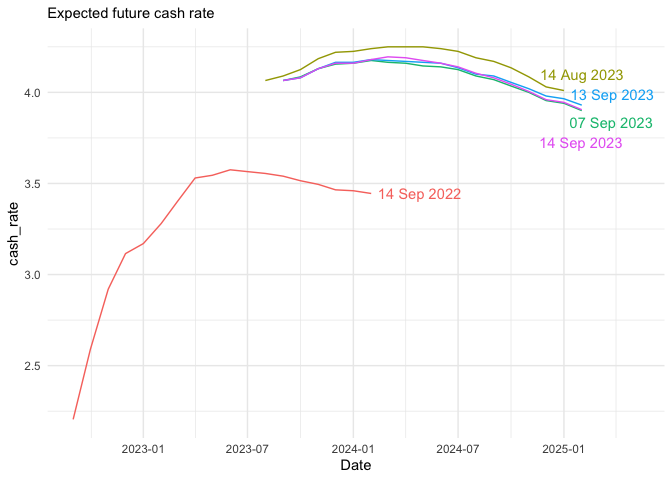 Expected future cash rate
14 Aug 2023
4.0
13 Sep 2023
07 Sep 2023
14 Sep 2023
cash_rate
3.5
14 Sep 2022
3.0
2.5
2023-01 2023-07 2024-01 2024-07 2025-01
Date